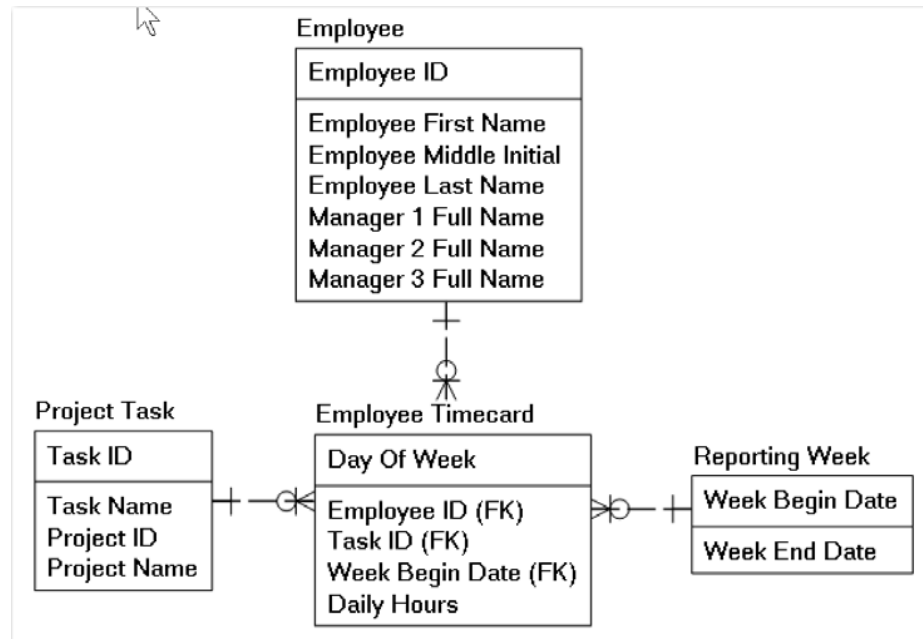 Employee
Employee ID
Employee First Name
Employee Middle Initial
Employee Last Name
Manager 1 Full Name
Manager 2 Full Name
Manager 3 Full Name
Project Task
Task ID
Task Name
Project ID
Project Name
Employee Timecard
Day Of Week
Employee ID (FK)
Task ID (FK)
Week Begin Date (FK)
Daily Hours
Reporting Week
Week Begin Date
Week End Date